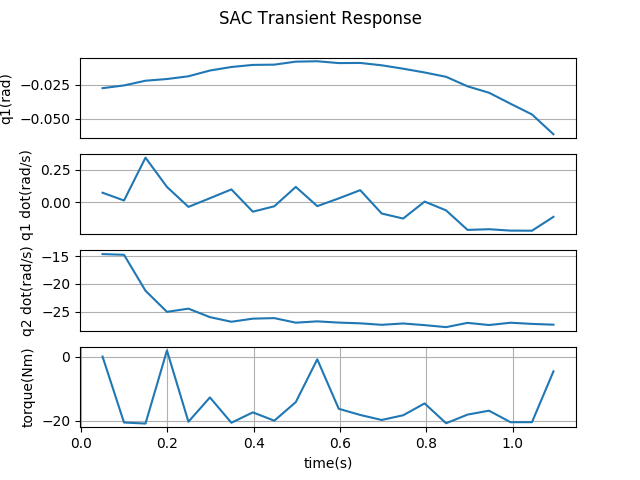 SAC Transient Response
q1(rad)
−0.025
−0.050
q1 dot(rad/s)
0.25
0.00
q2 dot(rad/s)
−15
−20
−25
torque(Nm)
0
−20
0.0 0.2 0.4 0.6 0.8 1.0
time(s)